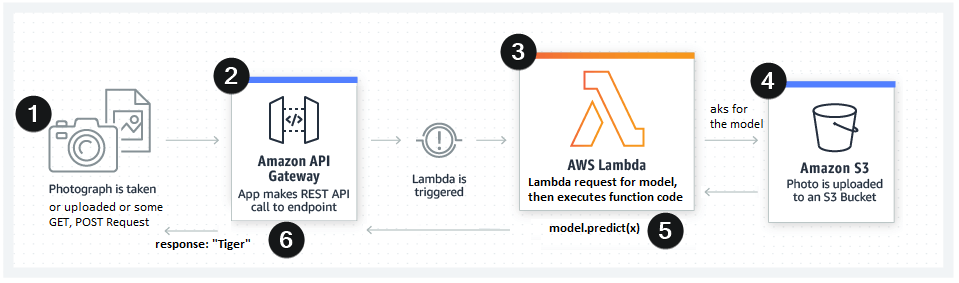 1
Photograph is taken
or uploaded or some
GET, POST Request
2
</>
Amazon API
Gateway
App makes REST API
call to endpoint
Lambda is
triggered
3
AWS Lambda
Lambda request for model,
then executes function code
aks for
the model
4
Amazon S3
Photo is uploaded
to an S3 Bucket
model.predict(x)
5
6
response: "Tiger"